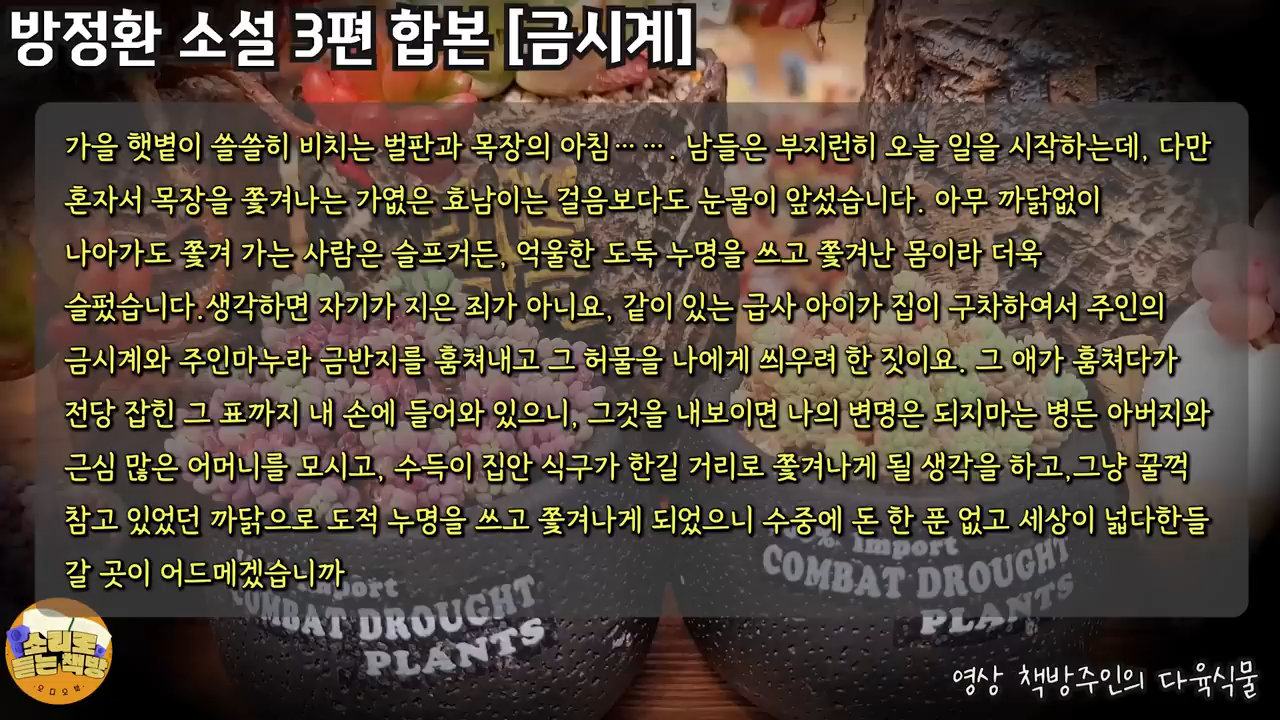 방정환 소설 3편 합본 [금시계]
가을 햇볕이 쓸쓸히 비치는 벌판과 목장의 아침… …. 남들은 부지런히 오늘 일을 시작하는데, 다만
혼자서 목장을 쫓겨나는 가엾은 효남이는 걸음보다도 눈물이 앞섰습니다. 아무 까닭없이
나아가도 쫓겨 가는 사람은 슬프거든, 억울한 도둑 누명을 쓰고 쫓겨난 몸이라 더욱
슬펐습니다.생각하면 자기가 지은 죄가 아니요, 같이 있는 급사 아이가 집이 구차하여서 주인의
금시계와 주인마누라 금반지를 훔쳐내고 그 허물을 나에게 씌우려 한 짓이요. 그 애가 훔쳐다가
전당 잡힌 그 표까지 내 손에 들어와 있으니, 그것을 내보이면 나의 변명은 되지마는 병든 아버지와
근심 많은 어머니를 모시고, 수득이 집안 식구가 한길 거리로 쫓겨나게 될 생각을 하고,그냥 꿀꺽
참고 있었던 까닭으로 도적 누명을 쓰고 쫓겨나게 되었으니 수중에 돈 한 푼 없고 세상이 넓다한들
갈 곳이 어드메겠습니까
import
COMBAT DROUGHT
PLANTS
import
COMBAT DROUGHT
PLANTS
소리로
듣는 책방
·오디오북·
영상 책방주인의 다육식물